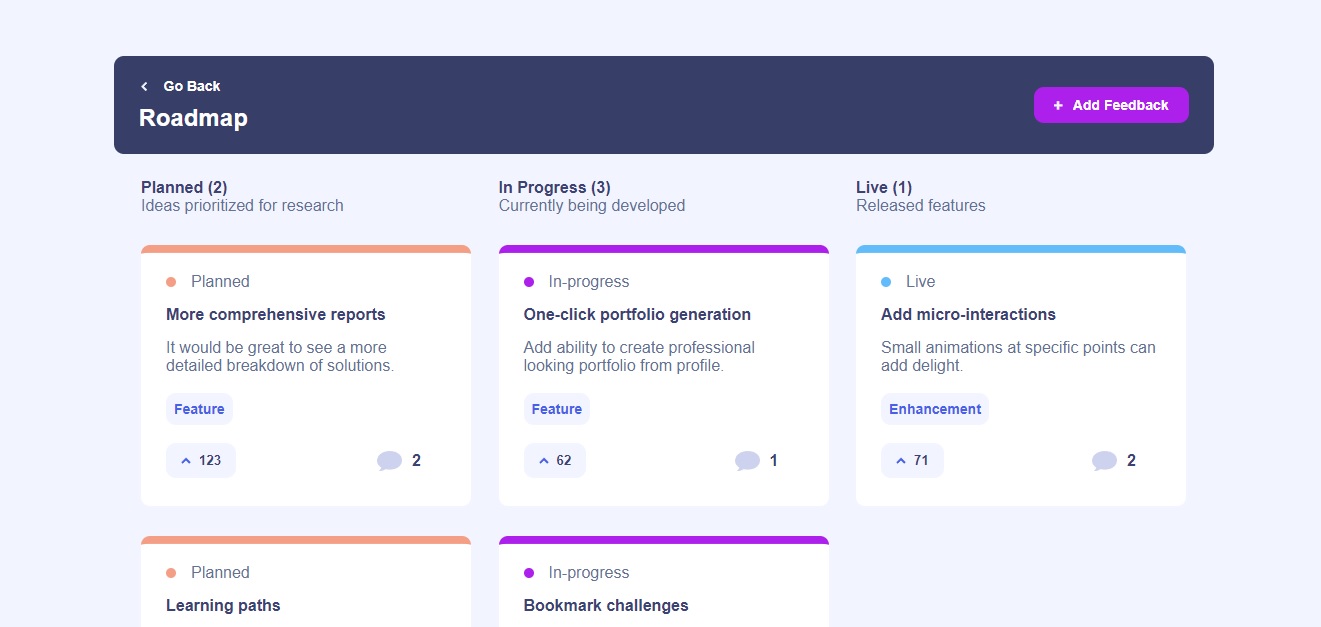 Go Back
Roadmap
+ Add Feedback
Planned (2)
Ideas prioritized for research
In Progress (3)
Currently being developed
Live (1)
Released features
Planned
More comprehensive reports
It would be great to see a more
detailed breakdown of solutions.
Feature
123
2
In-progress
One-click portfolio generation
Add ability to create professional
looking portfolio from profile.
Feature
62
1
Live
Add micro-interactions
Small animations at specific points can
add delight.
Enhancement
71
2
Planned
Learning paths
In-progress
Bookmark challenges